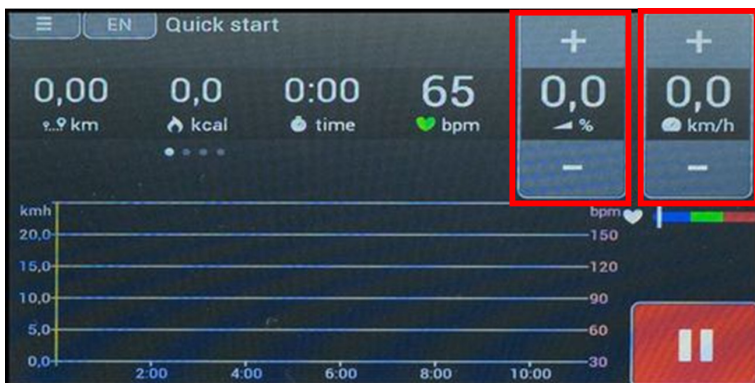 EN Quick start
+ +
0,00 0,0 0:00 65 0,0 0,0
km kcal time bpm % km/h
− −
kmh bpm
20,0 150
15,0 120
10,0 90
5,0 60
0,0 30
2:00 4:00 6:00 8:00 10:00